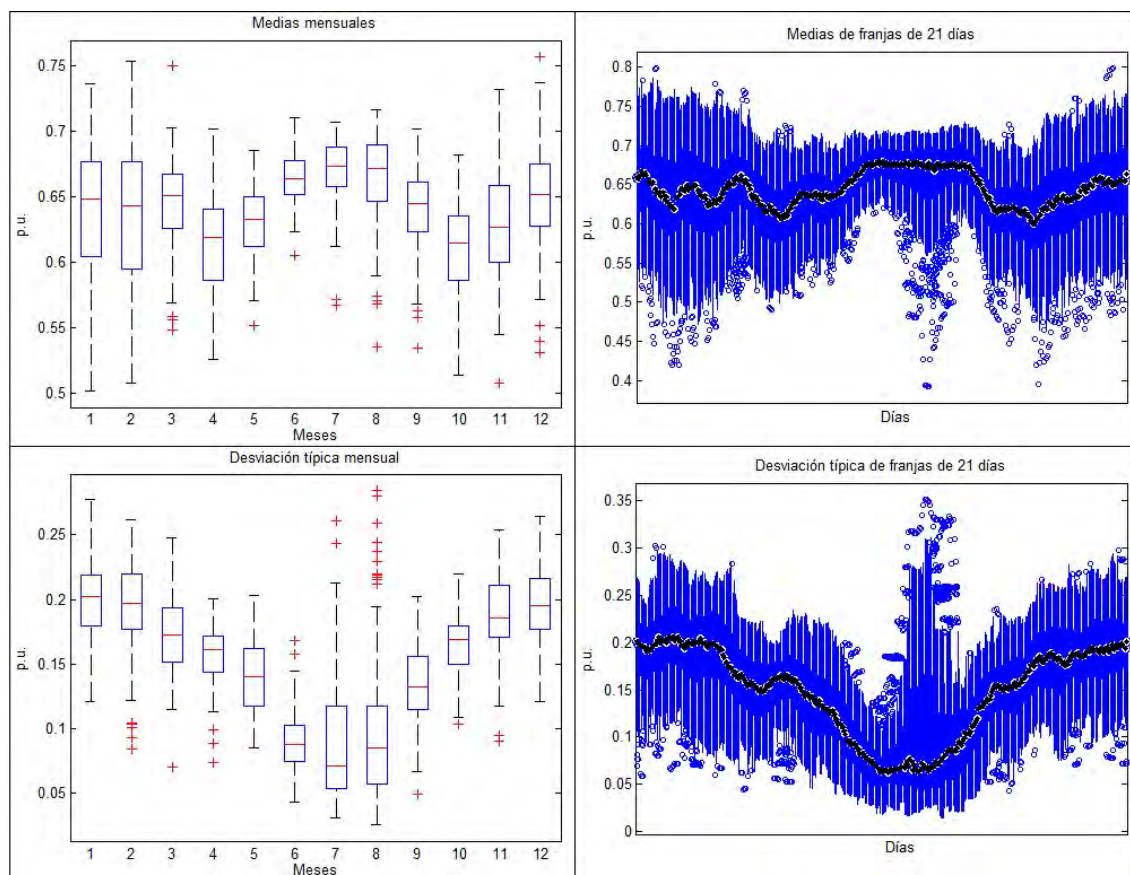 Medias mensuales
0.75
0.7
0.65
0.6
0.55
0.5
p.u.
1 2 3 4 5 6 7 8 9 10 11 12
Meses
Medias de franjas de 21 días
0.8
0.75
0.7
0.65
0.6
0.55
0.5
0.45
0.4
p.u.
Días
Desviación típica mensual
0.25
0.2
0.15
0.1
0.05
p.u.
1 2 3 4 5 6 7 8 9 10 11 12
Meses
Desviación típica de franjas de 21 días
0.35
0.3
0.25
0.2
0.15
0.1
0.05
0
p.u.
Días